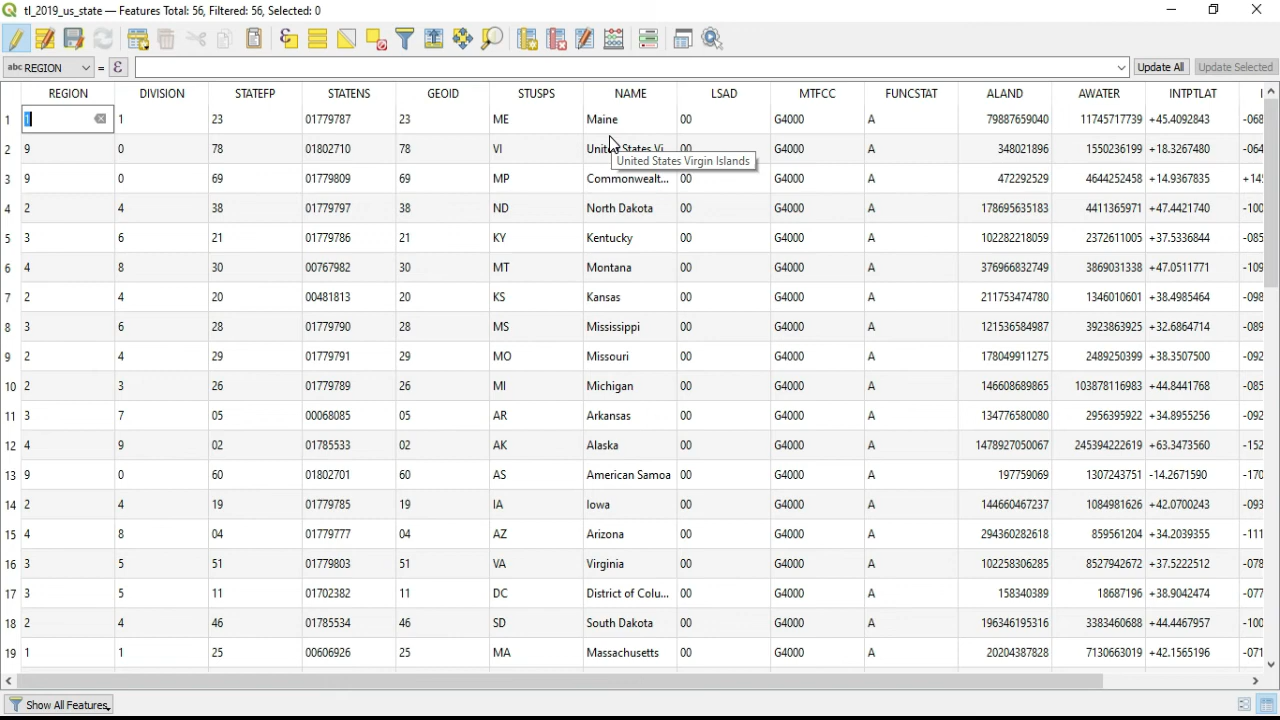 tl_2019_us_state — Features Total: 56, Filtered: 56, Selected: 0
abc REGION = ε Update All Update Selected
REGION DIVISION STATEFP STATENS GEOID STUSPS NAME LSAD MTFCC FUNCSTAT ALAND AWATER INTPTLAT
1 1 1 23 01779787 23 ME Maine 00 G4000 A 79887659040 11745717739 +45.4092843 -068
2 9 0 78 01802710 78 VI United States Vi... 00 G4000 A 348021896 1550236199 +18.3267480 -064
United States Virgin Islands
3 9 0 69 01779809 69 MP Commonwealt... 00 G4000 A 472292529 4644252458 +14.9367835 +145
4 2 4 38 01779797 38 ND North Dakota 00 G4000 A 178695635183 4411365971 +47.4421740 -100
5 3 6 21 01779786 21 KY Kentucky 00 G4000 A 102282218059 2372611005 +37.5336844 -085
6 4 8 30 00767982 30 MT Montana 00 G4000 A 376966832749 3869031338 +47.0511771 -109
7 2 4 20 00481813 20 KS Kansas 00 G4000 A 211753474780 1346010601 +38.4985464 -098
8 3 6 28 01779790 28 MS Mississippi 00 G4000 A 121536584987 3923863925 +32.6864714 -089
9 2 4 29 01779791 29 MO Missouri 00 G4000 A 178049911275 2489250399 +38.3507500 -092
10 2 3 26 01779789 26 MI Michigan 00 G4000 A 146608689865 103878116983 +44.8441768 -085
11 3 7 05 00068085 05 AR Arkansas 00 G4000 A 134776580080 2956395922 +34.8955256 -092
12 4 9 02 01785533 02 AK Alaska 00 G4000 A 1478927050067 245394222619 +63.3473560 -152
13 9 0 60 01802701 60 AS American Samoa 00 G4000 A 197759069 1307243751 -14.2671590 -170
14 2 4 19 01779785 19 IA Iowa 00 G4000 A 144660467237 1084981626 +42.0700243 -093
15 4 8 04 01779777 04 AZ Arizona 00 G4000 A 294360282618 859561204 +34.2039355 -111
16 3 5 51 01779803 51 VA Virginia 00 G4000 A 102258306285 8527942672 +37.5222512 -078
17 3 5 11 01702382 11 DC District of Colu... 00 G4000 A 158340389 18687196 +38.9042474 -077
18 2 4 46 01785534 46 SD South Dakota 00 G4000 A 196346195316 3383460688 +44.4467957 -100
19 1 1 25 00606926 25 MA Massachusetts 00 G4000 A 20204387828 7130663019 +42.1565196 -071
Show All Features